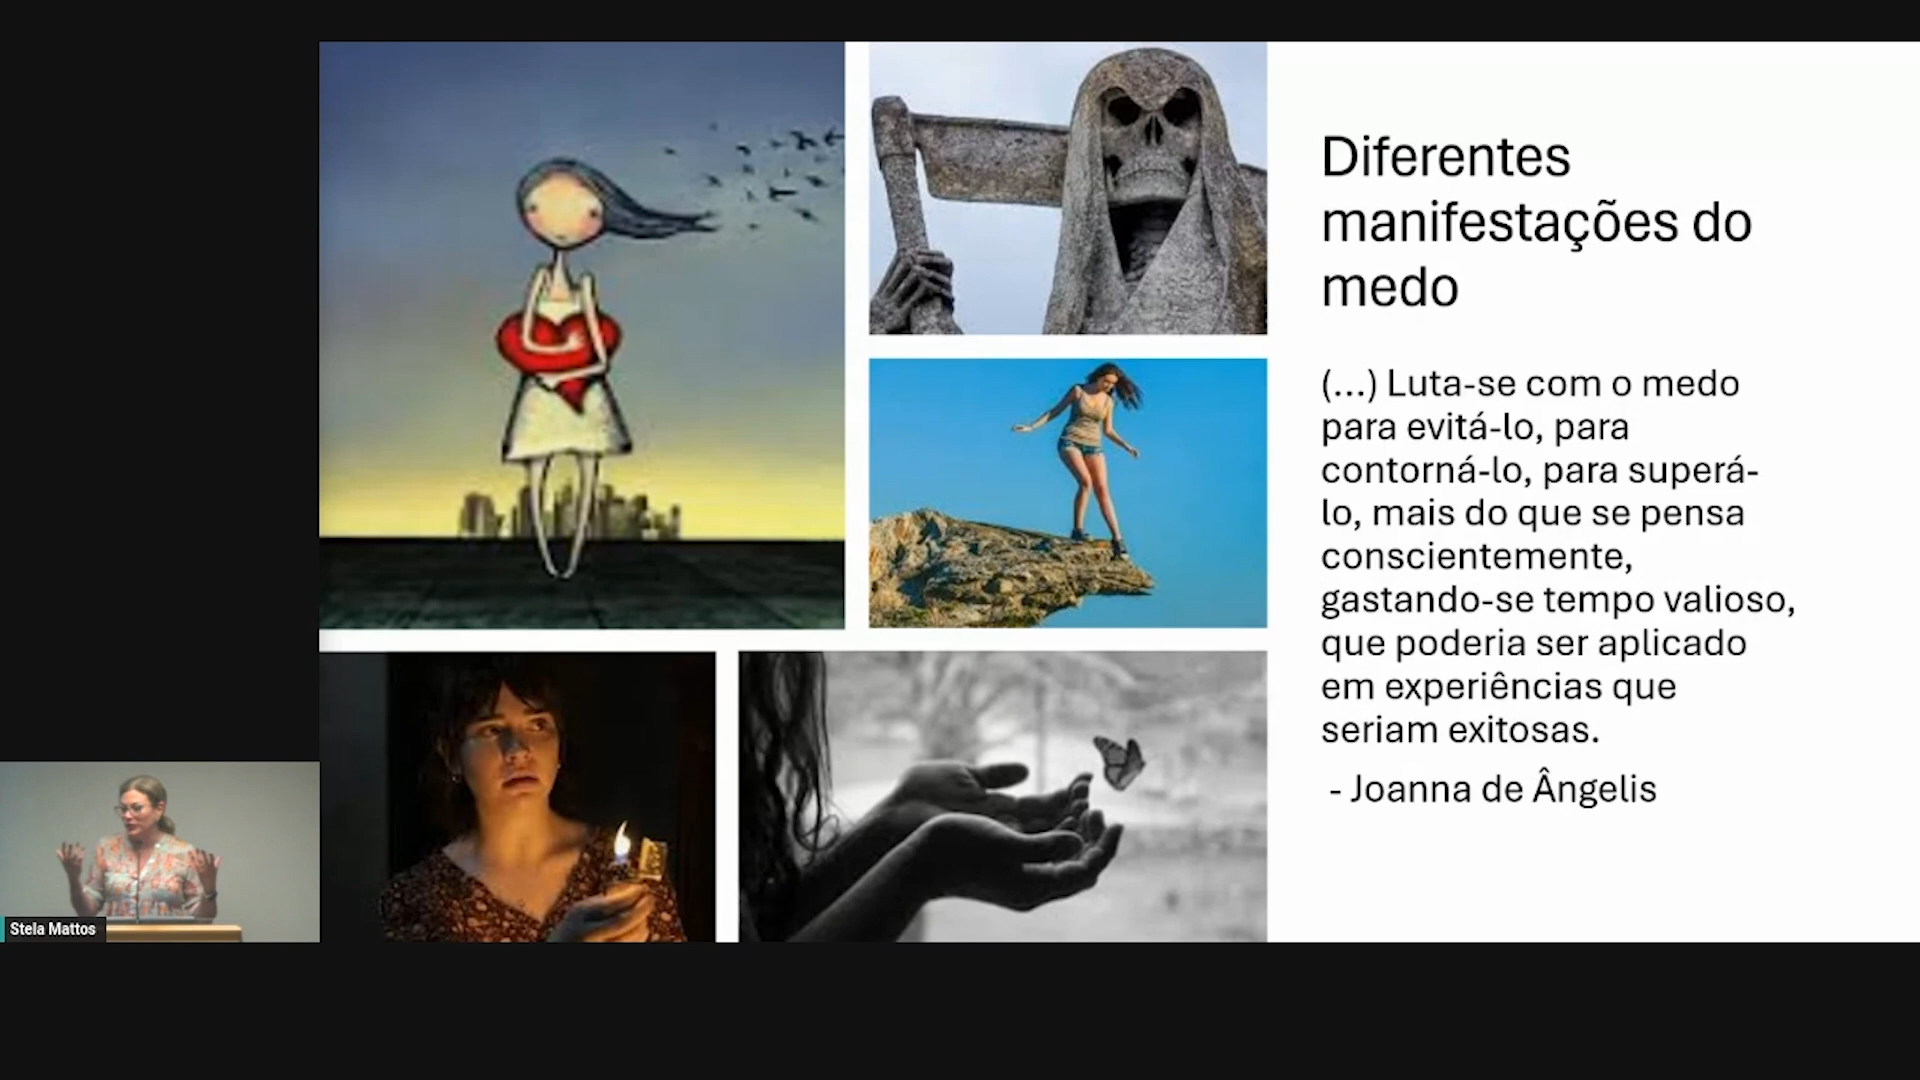 Diferentes
manifestações do
medo
(...) Luta-se com o medo
para evitá-lo, para
contorná-lo, para superá-
lo, mais do que se pensa
conscientemente,
gastando-se tempo valioso,
que poderia ser aplicado
em experiências que
seriam exitosas.
- Joanna de Ângelis
Stela Mattos